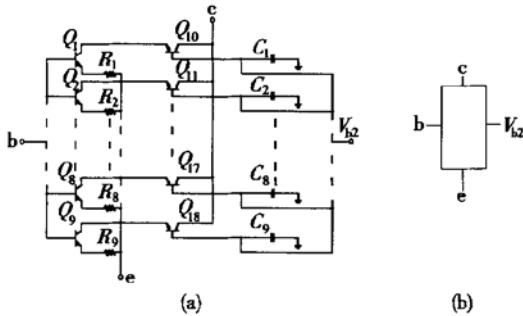 c
Q1 Q10 C1
R1
Q2 Q11 C2
R2
b Vb2
Q8 Q17 C8
R8
Q9 Q18 C9
R9
e
(a)
c
b Vb2
e
(b)